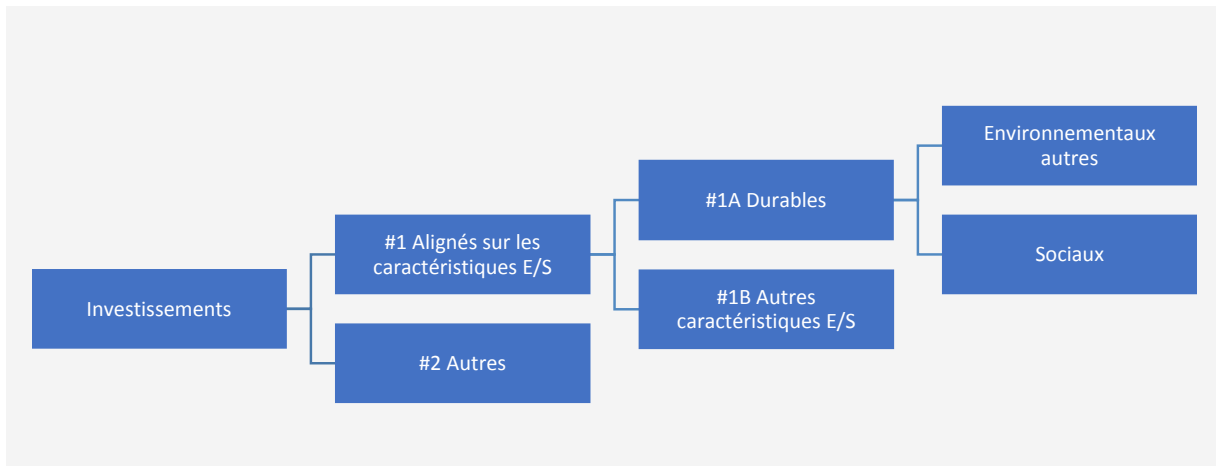 Investissements
#1 Alignés sur les
caractéristiques E/S
#2 Autres
#1A Durables
#1B Autres
caractéristiques E/S
Environnementaux
autres
Sociaux